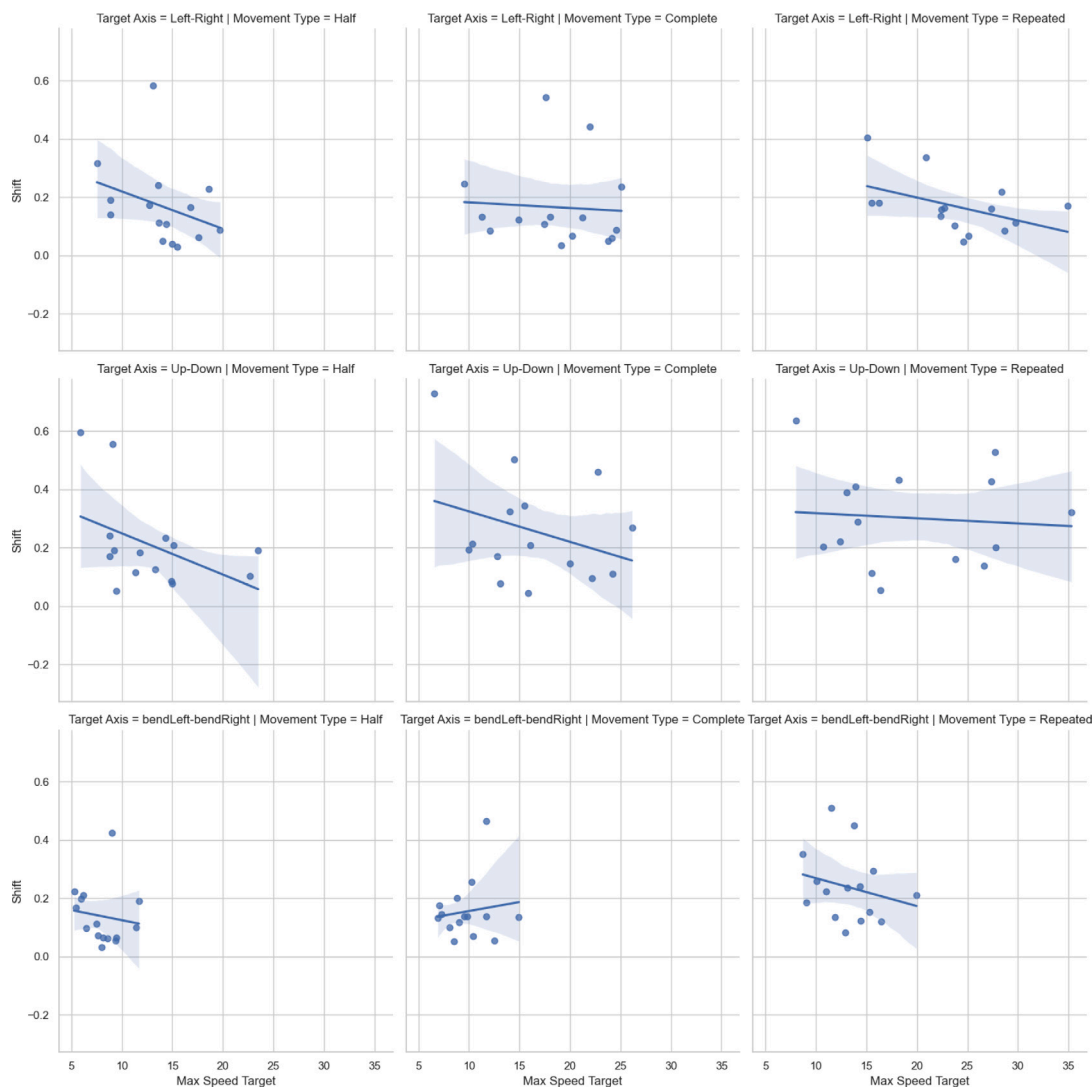 Target Axis = Left-Right | Movement Type = Half
Target Axis = Left-Right | Movement Type = Complete
Target Axis = Left-Right | Movement Type = Repeated
0.6
0.4
0.2
0.0
−0.2
Shift
Target Axis = Up-Down | Movement Type = Half
Target Axis = Up-Down | Movement Type = Complete
Target Axis = Up-Down | Movement Type = Repeated
0.6
0.4
0.2
0.0
−0.2
Shift
Target Axis = bendLeft-bendRight | Movement Type = Half
Target Axis = bendLeft-bendRight | Movement Type = Complete
Target Axis = bendLeft-bendRight | Movement Type = Repeated
0.6
0.4
0.2
0.0
−0.2
Shift
5 10 15 20 25 30 35
5 10 15 20 25 30 35
5 10 15 20 25 30 35
Max Speed Target
Max Speed Target
Max Speed Target